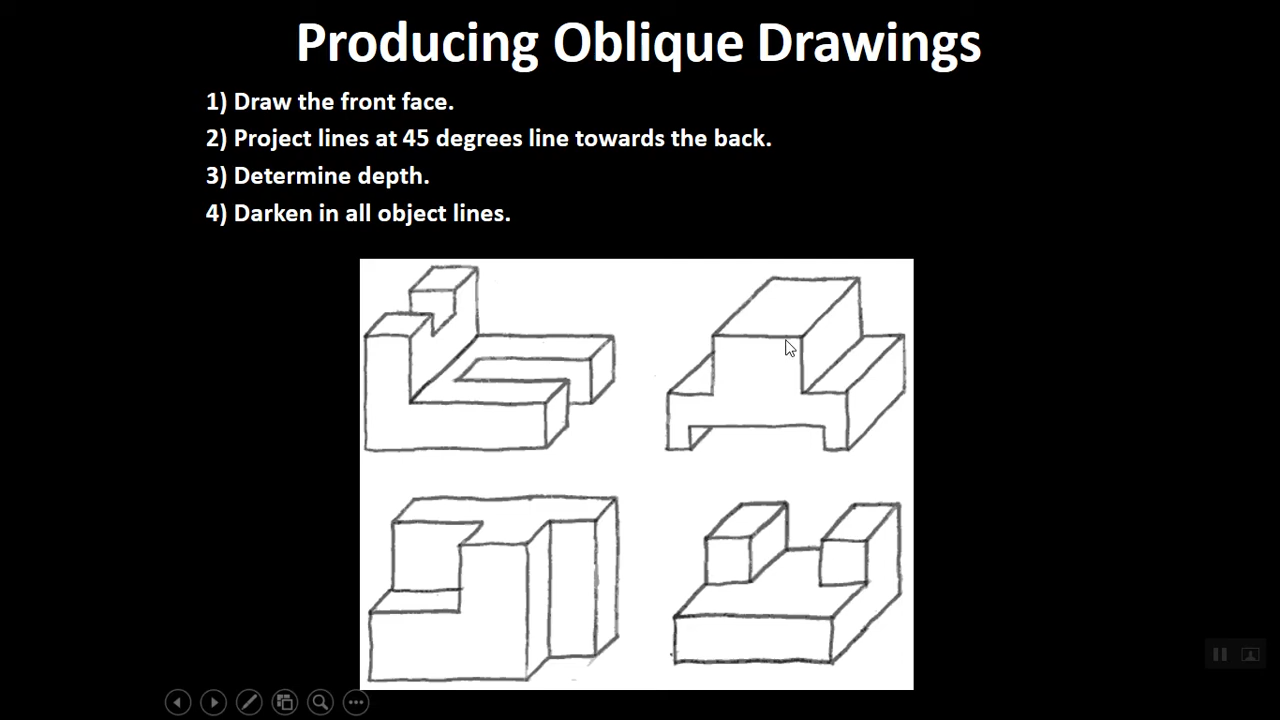 Producing Oblique Drawings
1) Draw the front face.
2) Project lines at 45 degrees line towards the back.
3) Determine depth.
4) Darken in all object lines.